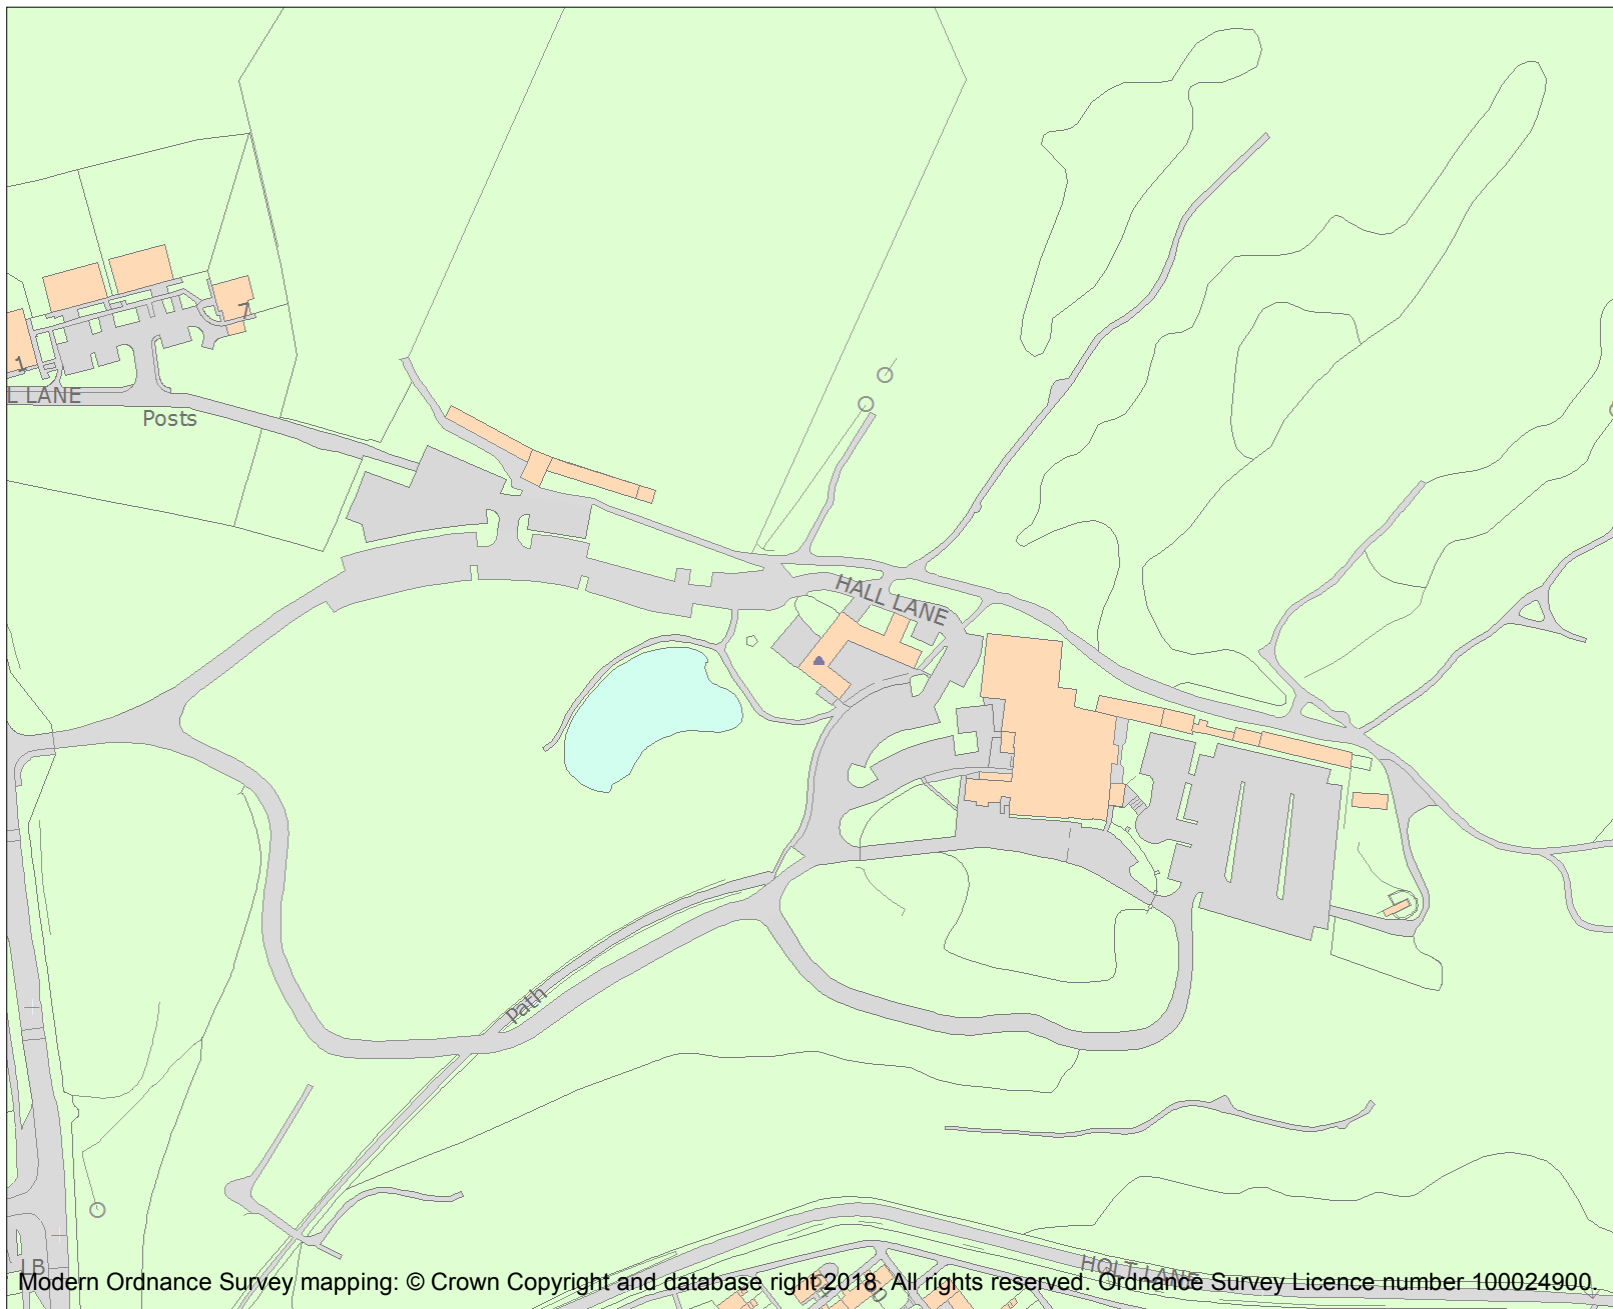 7
1
L LANE
Posts
HALL LANE
Path
LB
HOLT LANE
Modern Ordnance Survey mapping: © Crown Copyright and database right 2018. All rights reserved. Ordnance Survey Licence number 100024900.